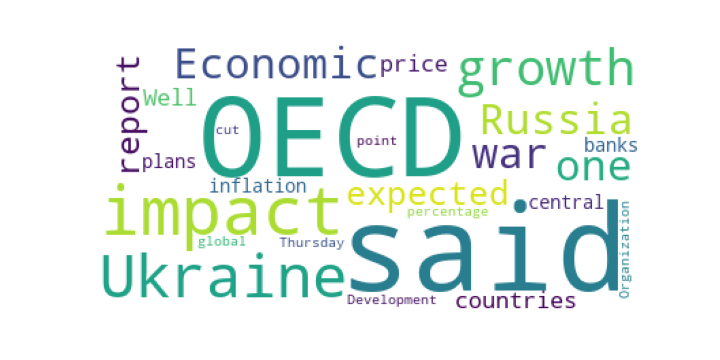 Economic price growth
report Well OECD cut point Russia
plans war one banks
inflation expected central
impact percentage said Organization
global Thursday
Ukraine Development countries